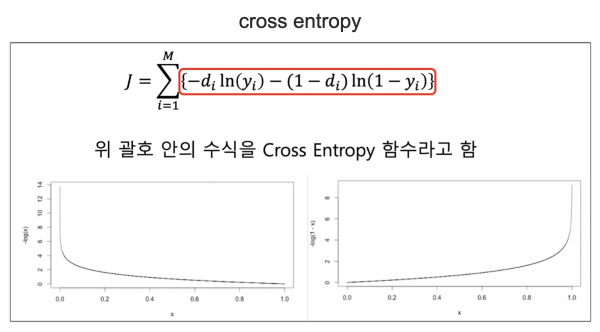 cross entropy
J = \sum_{i=1}^{M} {-d_i ln(y_i) - (1 - d_i) ln(1 - y_i)}
위 괄호 안의 수식을 Cross Entropy 함수라고 함
-log(x)
14
12
10
8
6
4
2
0
0.0 0.2 0.4 0.6 0.8 1.0
x
-log(1 - x)
8
6
4
2
0
0.0 0.2 0.4 0.6 0.8 1.0
x